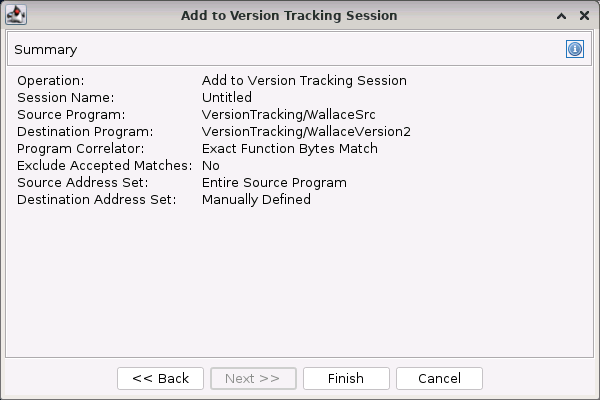 Add to Version Tracking Session
Summary
Operation: Add to Version Tracking Session
Session Name: Untitled
Source Program: VersionTracking/WallaceSrc
Destination Program: VersionTracking/WallaceVersion2
Program Correlator: Exact Function Bytes Match
Exclude Accepted Matches: No
Source Address Set: Entire Source Program
Destination Address Set: Manually Defined
<< Back Next >> Finish Cancel